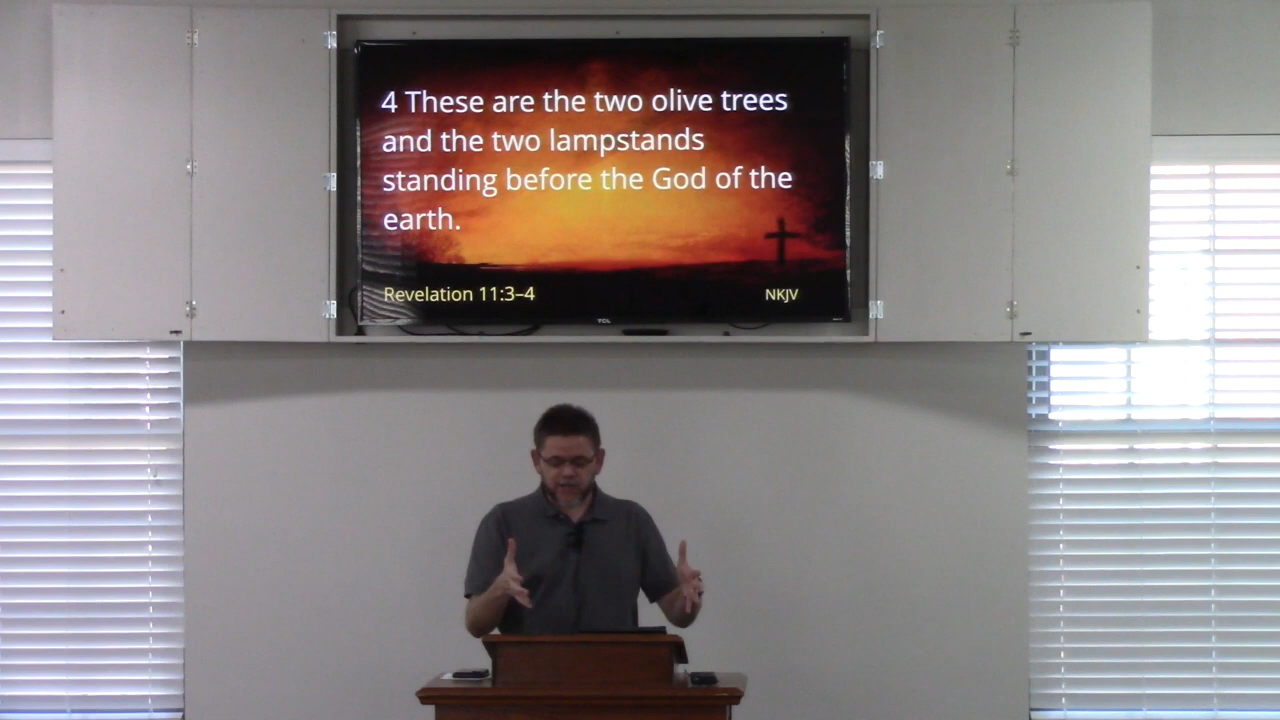 4 These are the two olive trees
and the two lampstands
standing before the God of the
earth.
Revelation 11:3–4 NKJV
TCL